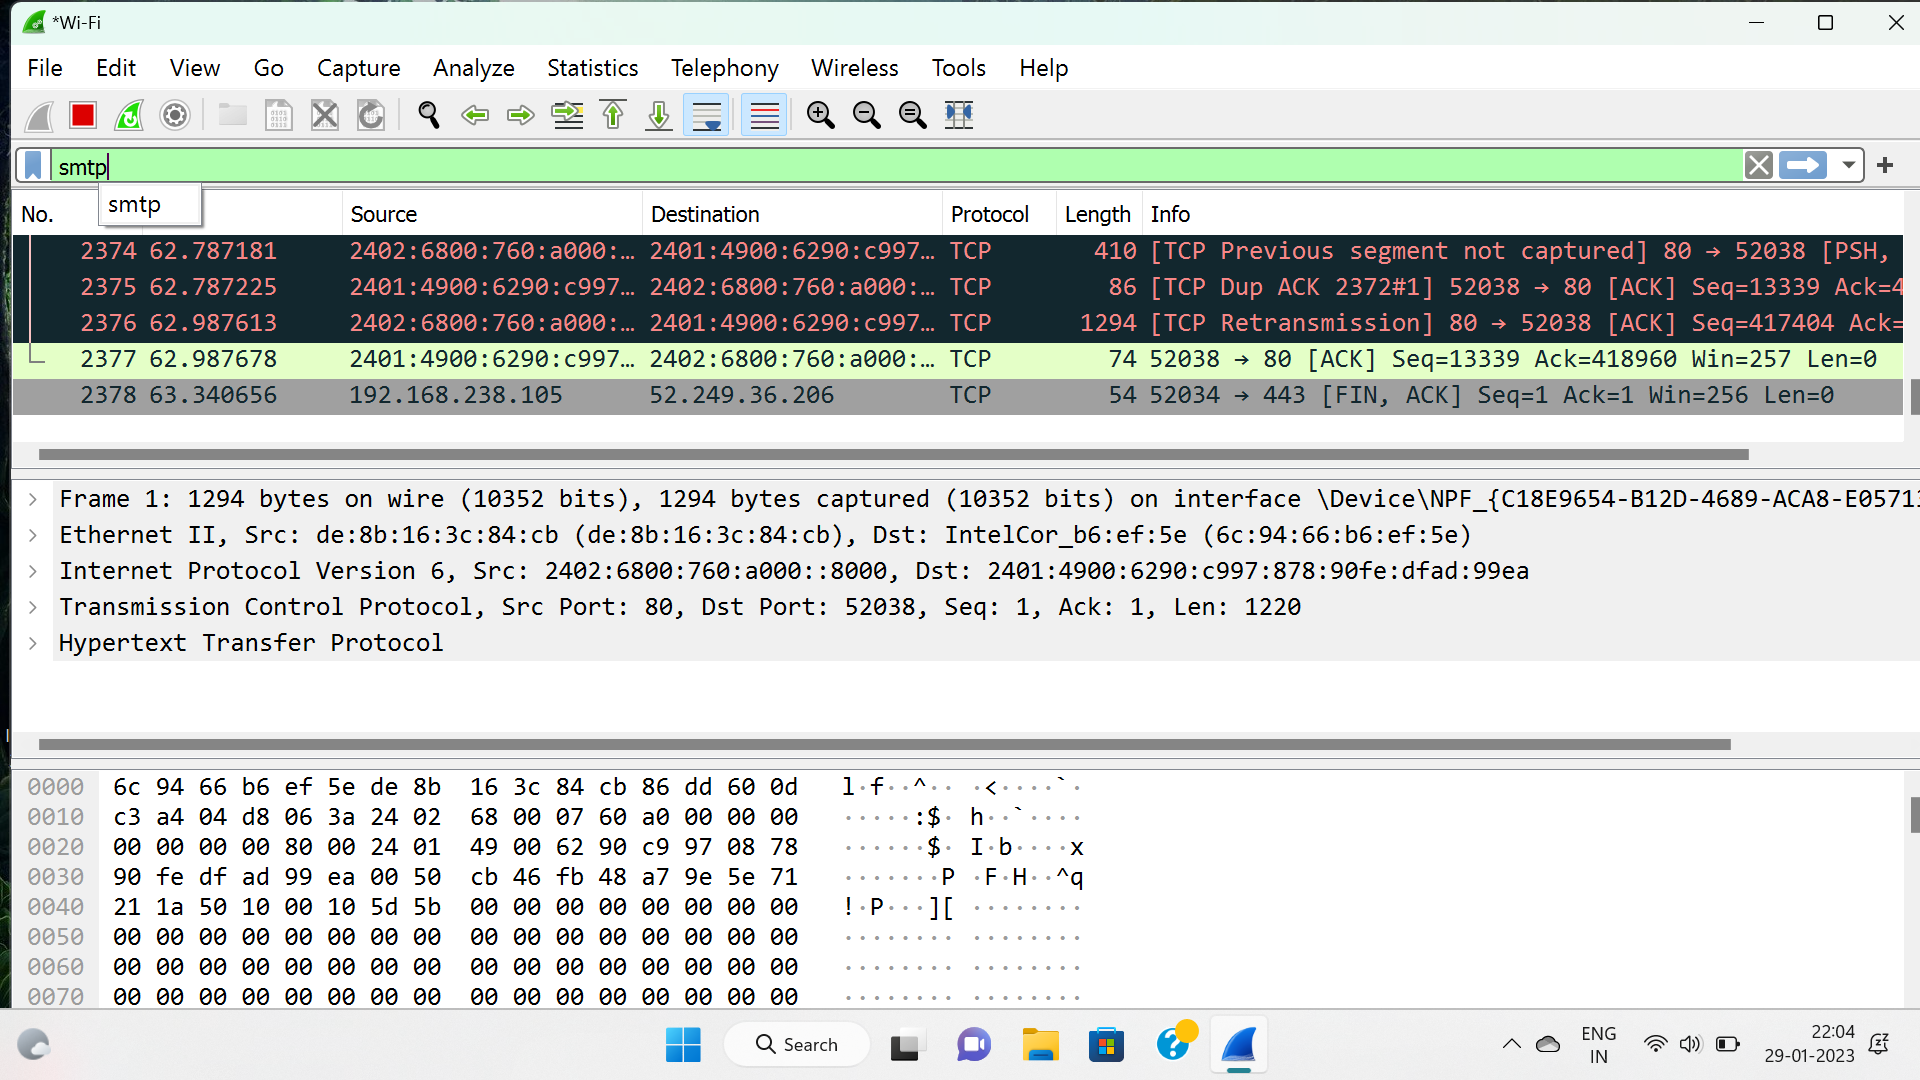 *Wi-Fi
File Edit View Go Capture Analyze Statistics Telephony Wireless Tools Help
smtp
smtp
No. Source Destination Protocol Length Info
2374 62.787181 2402:6800:760:a000:… 2401:4900:6290:c997… TCP 410 [TCP Previous segment not captured] 80 → 52038 [PSH,
2375 62.787225 2401:4900:6290:c997… 2402:6800:760:a000:… TCP 86 [TCP Dup ACK 2372#1] 52038 → 80 [ACK] Seq=13339 Ack=4
2376 62.987613 2402:6800:760:a000:… 2401:4900:6290:c997… TCP 1294 [TCP Retransmission] 80 → 52038 [ACK] Seq=417404 Ack=
2377 62.987678 2401:4900:6290:c997… 2402:6800:760:a000:… TCP 74 52038 → 80 [ACK] Seq=13339 Ack=418960 Win=257 Len=0
2378 63.340656 192.168.238.105 52.249.36.206 TCP 54 52034 → 443 [FIN, ACK] Seq=1 Ack=1 Win=256 Len=0
Frame 1: 1294 bytes on wire (10352 bits), 1294 bytes captured (10352 bits) on interface \Device\NPF_{C18E9654-B12D-4689-ACA8-E05713
Ethernet II, Src: de:8b:16:3c:84:cb (de:8b:16:3c:84:cb), Dst: IntelCor_b6:ef:5e (6c:94:66:b6:ef:5e)
Internet Protocol Version 6, Src: 2402:6800:760:a000::8000, Dst: 2401:4900:6290:c997:878:90fe:dfad:99ea
Transmission Control Protocol, Src Port: 80, Dst Port: 52038, Seq: 1, Ack: 1, Len: 1220
Hypertext Transfer Protocol
0000 6c 94 66 b6 ef 5e de 8b 16 3c 84 cb 86 dd 60 0d l·f··^·· ·<····`·
0010 c3 a4 04 d8 06 3a 24 02 68 00 07 60 a0 00 00 00 ·····:$· h··`····
0020 00 00 00 00 80 00 24 01 49 00 62 90 c9 97 08 78 ······$· I·b····x
0030 90 fe df ad 99 ea 00 50 cb 46 fb 48 a7 9e 5e 71 ·······P ·F·H··^q
0040 21 1a 50 10 00 10 5d 5b 00 00 00 00 00 00 00 00 !·P···][ ········
0050 00 00 00 00 00 00 00 00 00 00 00 00 00 00 00 00 ········ ········
0060 00 00 00 00 00 00 00 00 00 00 00 00 00 00 00 00 ········ ········
0070 00 00 00 00 00 00 00 00 00 00 00 00 00 00 00 00 ········ ········
Search
ENG
IN
22:04
29-01-2023